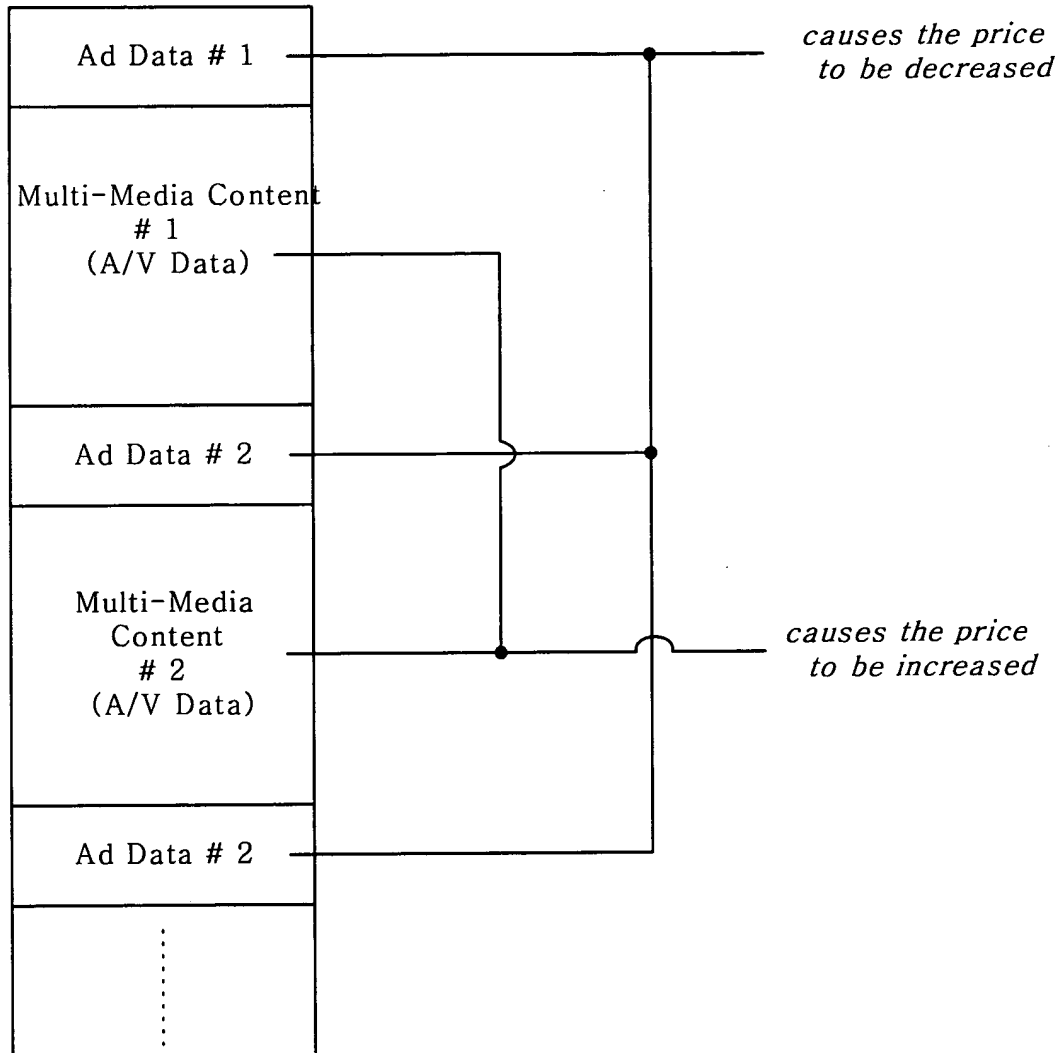 Ad Data # 1
causes the price
to be decreased
Multi-Media Content
# 1
(A/V Data)
Ad Data # 2
Multi-Media
Content
# 2
(A/V Data)
causes the price
to be increased
Ad Data # 2